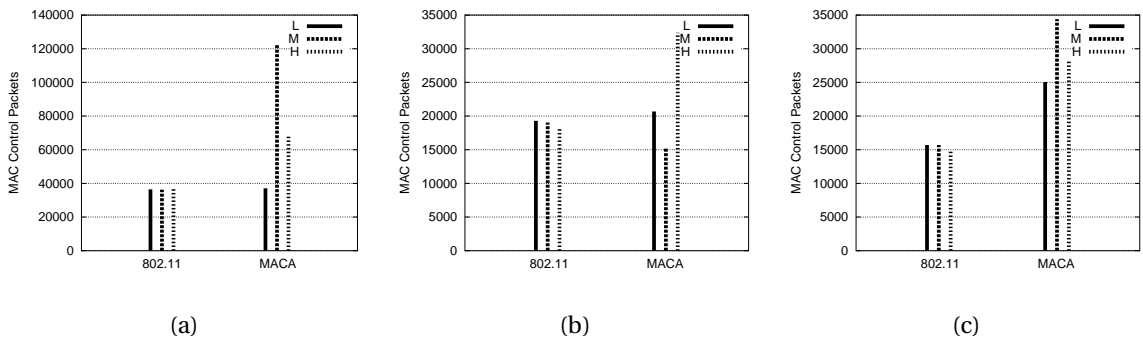 MAC Control Packets
140000
120000
100000
80000
60000
40000
20000
0
L
M
H
802.11 MACA
(a)
MAC Control Packets
35000
30000
25000
20000
15000
10000
5000
0
L
M
H
802.11 MACA
(b)
MAC Control Packets
35000
30000
25000
20000
15000
10000
5000
0
L
M
H
802.11 MACA
(c)